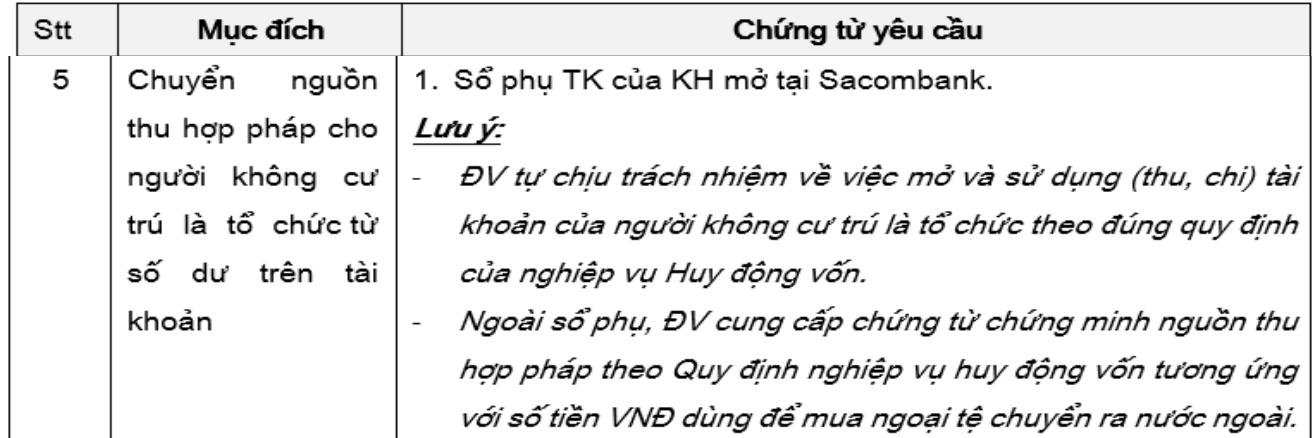 Stt Mục đích Chứng từ yêu cầu
5 Chuyển nguồn thu hợp pháp cho người không cư trú là tổ chức từ số dư trên tài khoản
1. Sổ phụ TK của KH mở tại Sacombank.
Lưu ý:
- ĐV tự chịu trách nhiệm về việc mở và sử dụng (thu, chi) tài
khoản của người không cư trú là tổ chức theo đúng quy định
của nghiệp vụ Huy động vốn.
- Ngoài sổ phụ, ĐV cung cấp chứng từ chứng minh nguồn thu
hợp pháp theo Quy định nghiệp vụ huy động vốn tương ứng
với số tiền VNĐ dùng để mua ngoại tệ chuyển ra nước ngoài.